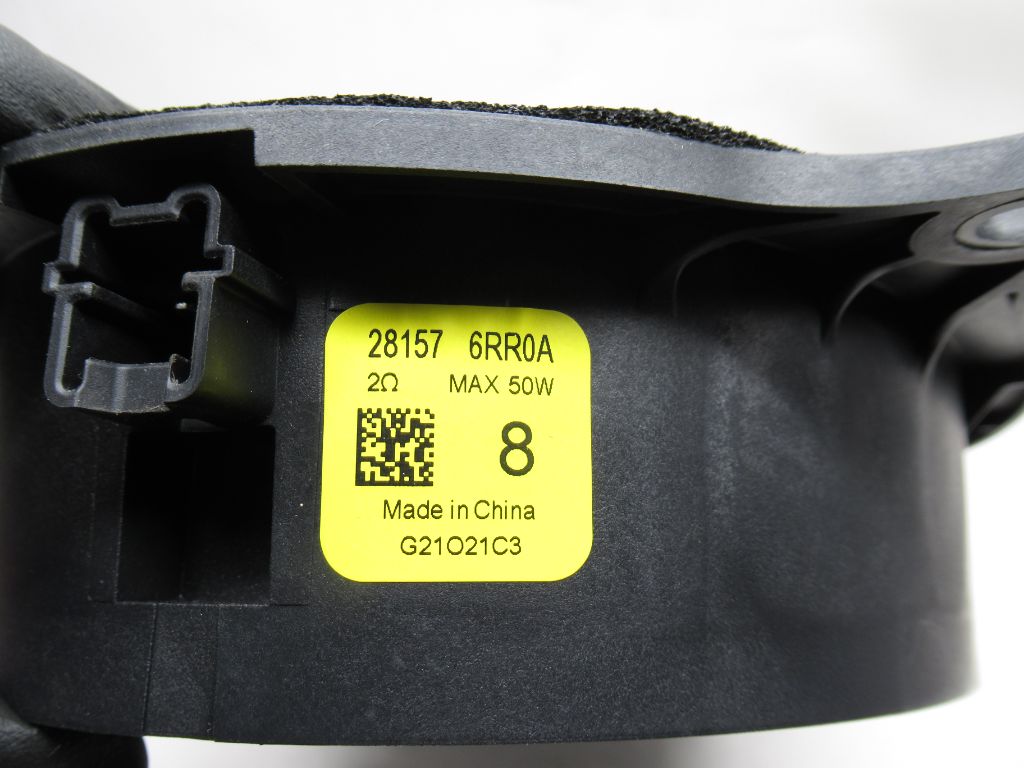 28157 6RR0A
2Ω MAX 50W
8
Made in China
G21O21C3